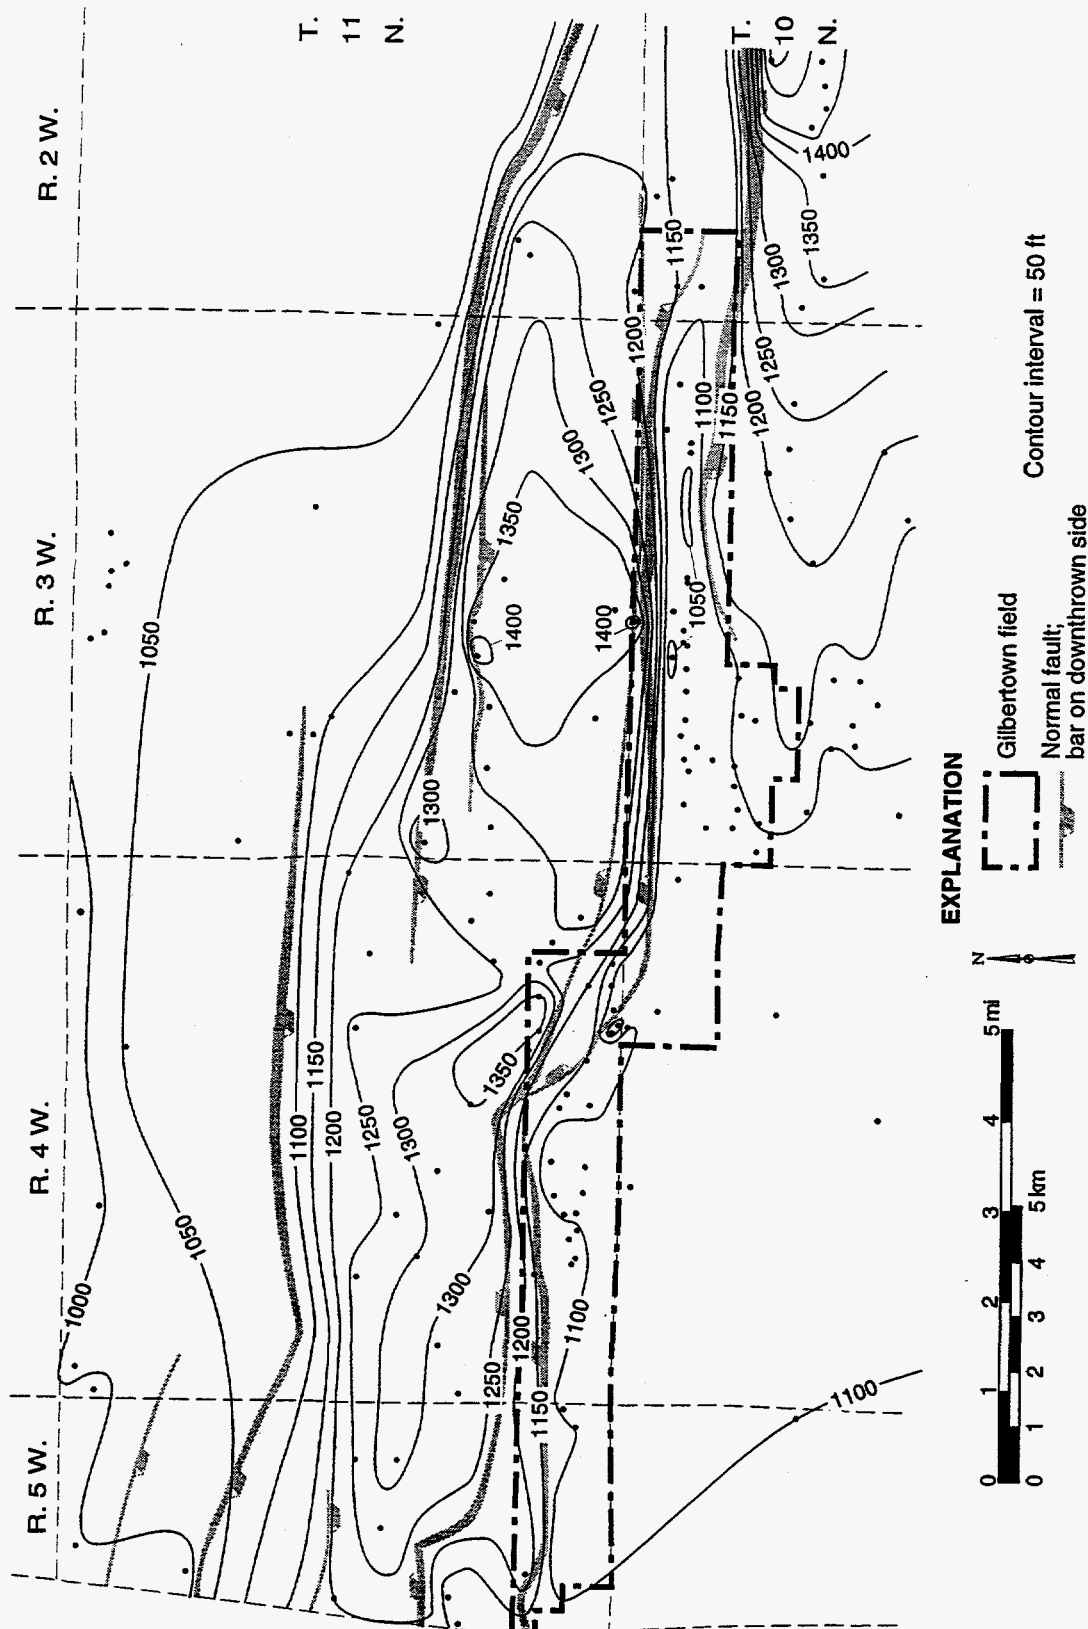 R. 5 W.
R. 4 W.
R. 3 W.
R. 2 W.
T.
11
N.
T.
10
N.
1000
1050
1050
1100
1150
1200
1250
1300
1300
1350
1250
1200
1150
1100
1100
1300
1350
1400
1400
1300
1250
1200
1150
1050
1100
1150
1200
1250
1300
1350
1400
EXPLANATION
Gilbertown field
Normal fault;
bar on downthrown side
Contour interval = 50 ft
N
0 1 2 3 4 5 mi
0 1 2 3 4 5 km